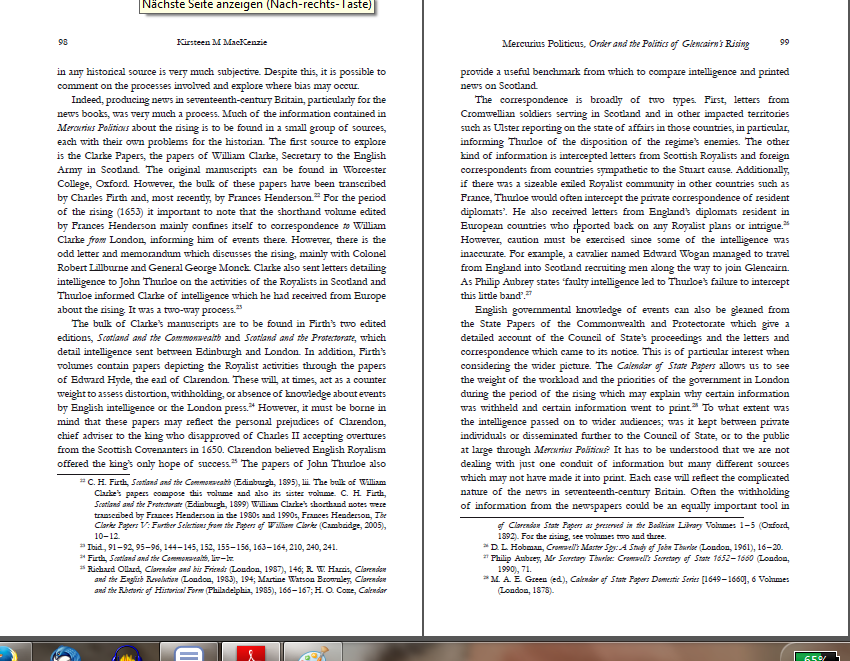 Nächste Seite anzeigen (Nach-rechts-Taste)
98 Kirsteen M MacKenzie
in any historical source is very much subjective. Despite this, it is possible to
comment on the processes involved and explore where bias may occur.
Indeed, producing news in seventeenth-century Britain, particularly for the
news books, was very much a process. Much of the information contained in
Mercurius Politicus about the rising is to be found in a small group of sources,
each with their own problems for the historian. The first source to explore
is the Clarke Papers, the papers of William Clarke, Secretary to the English
Army in Scotland. The original manuscripts can be found in Worcester
College, Oxford. However, the bulk of these papers have been transcribed
by Charles Firth and, most recently, by Frances Henderson.22 For the period
of the rising (1653) it important to note that the shorthand volume edited
by Frances Henderson mainly confines itself to correspondence to William
Clarke from London, informing him of events there. However, there is the
odd letter and memorandum which discusses the rising, mainly with Colonel
Robert Lillburne and General George Monck. Clarke also sent letters detailing
intelligence to John Thurloe on the activities of the Royalists in Scotland and
Thurloe informed Clarke of intelligence which he had received from Europe
about the rising. It was a two-way process.23
The bulk of Clarke's manuscripts are to be found in Firth's two edited
editions, Scotland and the Commonwealth and Scotland and the Protectorate, which
detail intelligence sent between Edinburgh and London. In addition, Firth's
volumes contain papers depicting the Royalist activities through the papers
of Edward Hyde, the earl of Clarendon. These will, at times, act as a counter
weight to assess distortion, withholding, or absence of knowledge about events
by English intelligence or the London press.24 However, it must be borne in
mind that these papers may reflect the personal prejudices of Clarendon,
chief adviser to the king who disapproved of Charles II accepting overtures
from the Scottish Covenanters in 1650. Clarendon believed English Royalism
offered the king's only hope of success.25 The papers of John Thurloe also
22 C. H. Firth, Scotland and the Commonwealth (Edinburgh, 1895), lii. The bulk of William
Clarke's papers compose this volume and also its sister volume. C. H. Firth,
Scotland and the Protectorate (Edinburgh, 1899) William Clarke's shorthand notes were
transcribed by Frances Henderson in the 1980s and 1990s, Frances Henderson, The
Clarke Papers V: Further Selections from the Papers of William Clarke (Cambridge, 2005),
10–12.
23 Ibid., 91–92, 95–96, 144–145, 152, 155–156, 163–164, 210, 240, 241.
24 Firth, Scotland and the Commonwealth, liv–lv.
25 Richard Ollard, Clarendon and his Friends (London, 1987), 146; R. W. Harris, Clarendon
and the English Revolution (London, 1983), 194; Martine Watson Brownley, Clarendon
and the Rhetoric of Historical Form (Philadelphia, 1985), 166–167; H. O. Coxe, Calendar
Mercurius Politicus, Order and the Politics of Glencairn's Rising 99
provide a useful benchmark from which to compare intelligence and printed
news on Scotland.
The correspondence is broadly of two types. First, letters from
Cromwellian soldiers serving in Scotland and in other impacted territories
such as Ulster reporting on the state of affairs in those countries, in particular,
informing Thurloe of the disposition of the regime's enemies. The other
kind of information is intercepted letters from Scottish Royalists and foreign
correspondents from countries sympathetic to the Stuart cause. Additionally,
if there was a sizeable exiled Royalist community in other countries such as
France, Thurloe would often intercept the private correspondence of resident
diplomats'. He also received letters from England's diplomats resident in
European countries who reported back on any Royalist plans or intrigue.26
However, caution must be exercised since some of the intelligence was
inaccurate. For example, a cavalier named Edward Wogan managed to travel
from England into Scotland recruiting men along the way to join Glencairn.
As Philip Aubrey states 'faulty intelligence led to Thurloe's failure to intercept
this little band'.27
English governmental knowledge of events can also be gleaned from
the State Papers of the Commonwealth and Protectorate which give a
detailed account of the Council of State's proceedings and the letters and
correspondence which came to its notice. This is of particular interest when
considering the wider picture. The Calendar of State Papers allows us to see
the weight of the workload and the priorities of the government in London
during the period of the rising which may explain why certain information
was withheld and certain information went to print.28 To what extent was
the intelligence passed on to wider audiences; was it kept between private
individuals or disseminated further to the Council of State, or to the public
at large through Mercurius Politicus? It has to be understood that we are not
dealing with just one conduit of information but many different sources
which may not have made it into print. Each case will reflect the complicated
nature of the news in seventeenth-century Britain. Often the withholding
of information from the newspapers could be an equally important tool in
of Clarendon State Papers as preserved in the Bodleian Library Volumes 1–5 (Oxford,
1892). For the rising, see volumes two and three.
26 D. L. Hobman, Cromwell's Master Spy: A Study of John Thurloe (London, 1961), 16–20.
27 Philip Aubrey, Mr Secretary Thurloe: Cromwell's Secretary of State 1652–1660 (London,
1990), 71.
28 M. A. E. Green (ed.), Calendar of State Papers Domestic Series [1649–1660], 6 Volumes
(London, 1878).
65%